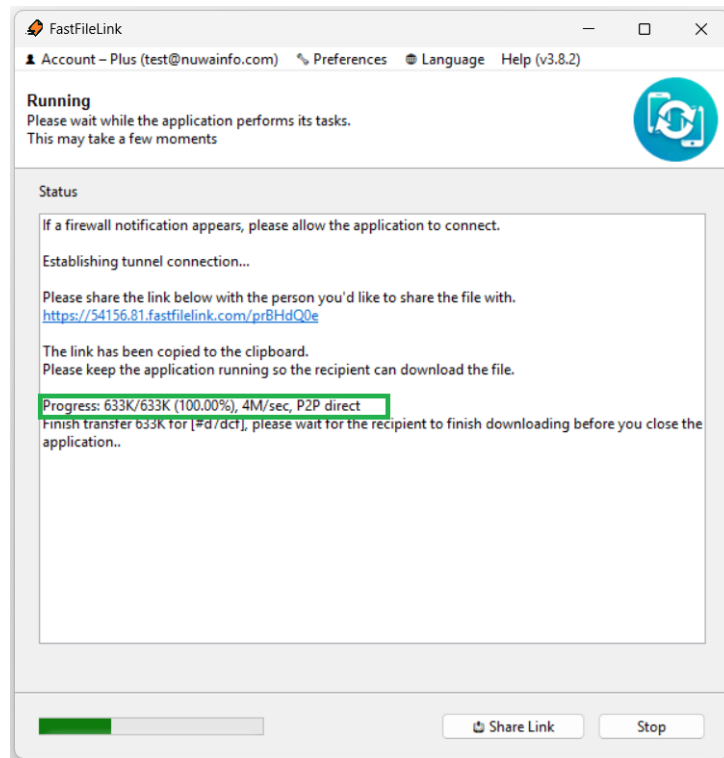 FastFileLink
Account – Plus (test@nuwainfo.com) Preferences Language Help (v3.8.2)
Running
Please wait while the application performs its tasks.
This may take a few moments
Status
If a firewall notification appears, please allow the application to connect.
Establishing tunnel connection...
Please share the link below with the person you'd like to share the file with.
https://54156.81.fastfilelink.com/prBHdQ0e
The link has been copied to the clipboard.
Please keep the application running so the recipient can download the file.
Progress: 633K/633K (100.00%), 4M/sec, P2P direct
Finish transfer 633K for [#d7dcf], please wait for the recipient to finish downloading before you close the
application..
Share Link Stop